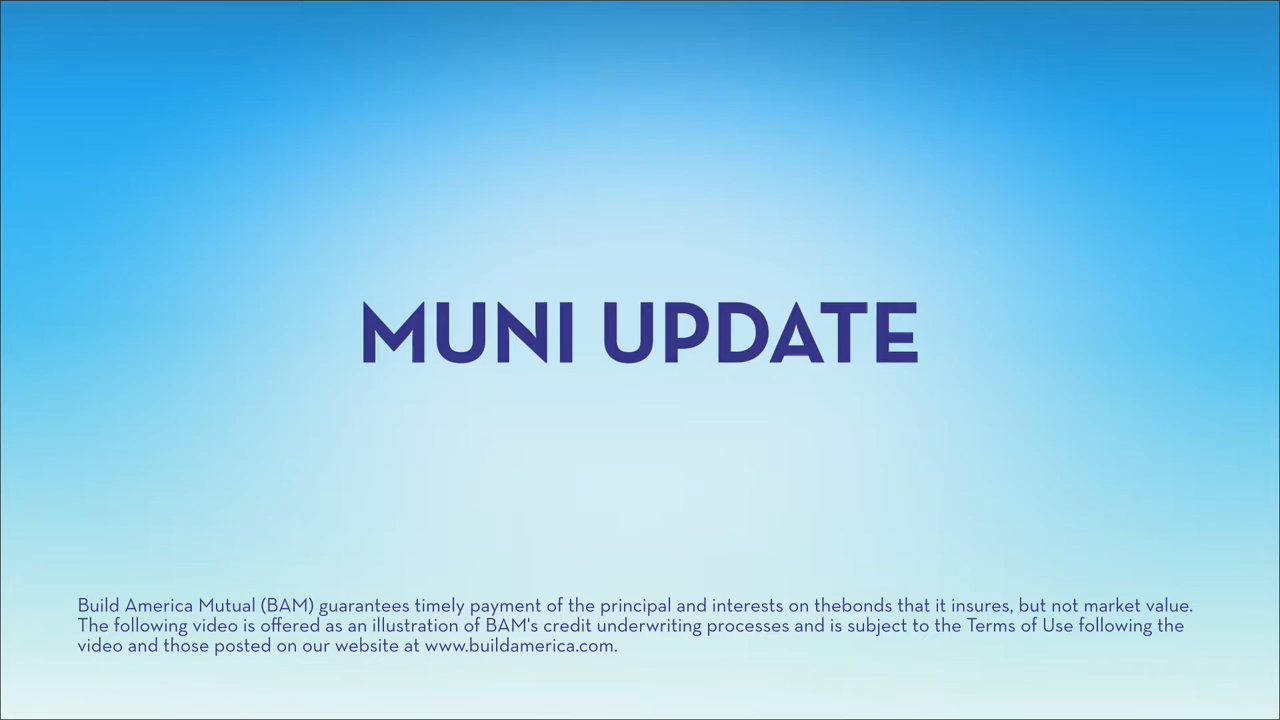 MUNI UPDATE
Build America Mutual (BAM) guarantees timely payment of the principal and interests on thebonds that it insures, but not market value.
The following video is offered as an illustration of BAM's credit underwriting processes and is subject to the Terms of Use following the
video and those posted on our website at www.buildamerica.com.